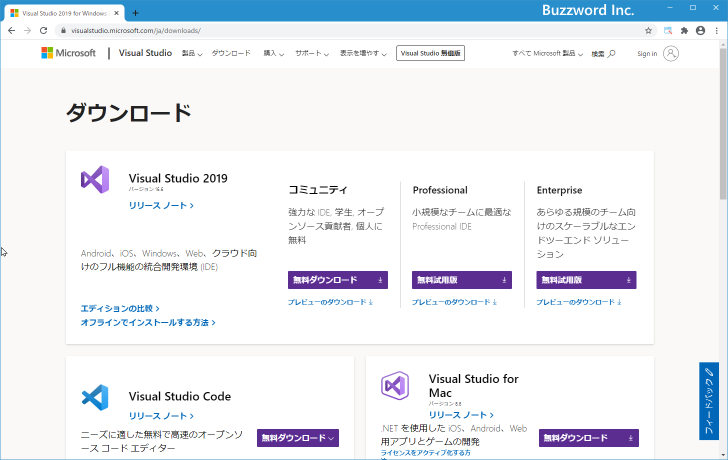 Visual Studio 2019 for Windows
Buzzword Inc.
visualstudio.microsoft.com/ja/downloads/
Microsoft Visual Studio 製品 ダウンロード 購入 サポート 表示を増やす Visual Studio 無償版 すべて Microsoft 製品 検索 Sign in
ダウンロード
Visual Studio 2019
バージョン 16.6
リリース ノート
Android、iOS、Windows、Web、クラウド向
けのフル機能の統合開発環境 (IDE)
エディションの比較
オフラインでインストールする方法
コミュニティ
強力な IDE, 学生, オープ
ンソース貢献者, 個人に
無料
無料ダウンロード
プレビューのダウンロード
Professional
小規模なチームに最適な
Professional IDE
無料試用版
プレビューのダウンロード
Enterprise
あらゆる規模のチーム向
けのスケーラブルなエン
ドツーエンド ソリュー
ション
無料試用版
プレビューのダウンロード
Visual Studio Code
リリース ノート
ニーズに適した無料で高速のオープンソ
ース コード エディター
無料ダウンロード
Visual Studio for
Mac
バージョン 8.6
リリース ノート
.NET を使用した iOS、Android、Web
用アプリとゲームの開発
ライセンスをアクティブ化する方
無料ダウンロード
フィードバック